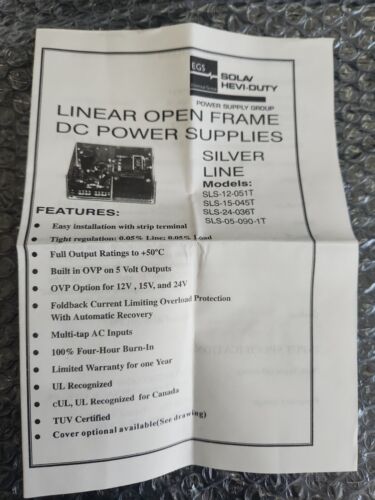 EGS
SOLA/
HEVI-DUTY
POWER SUPPLY GROUP
LINEAR OPEN FRAME
DC POWER SUPPLIES
SILVER
LINE
Models:
SLS-12-051T
SLS-15-045T
SLS-24-036T
SLS-05-090-1T
FEATURES:
• Easy installation with strip terminal
• Tight regulation: 0.05% Line; 0.05% Load
• Full Output Ratings to +50°C
• Built in OVP on 5 Volt Outputs
• OVP Option for 12V , 15V, and 24V
• Foldback Current Limiting Overload Protection
With Automatic Recovery
• Multi-tap AC Inputs
• 100% Four-Hour Burn-In
• Limited Warranty for one Year
• UL Recognized
• cUL, UL Recognized for Canada
• TUV Certified
• Cover optional available(See drawing)